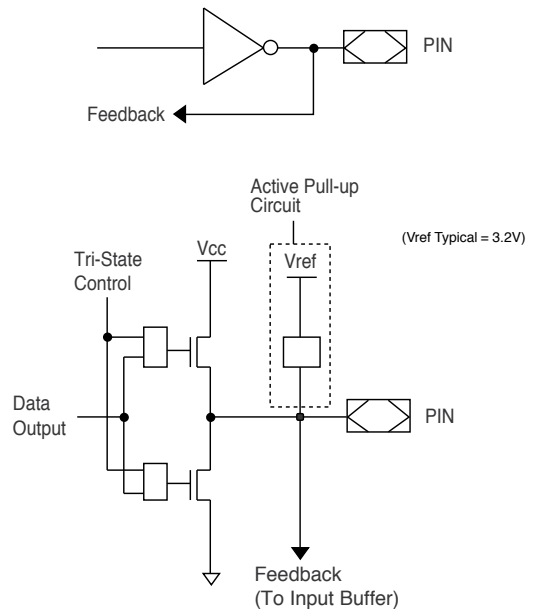 PIN
Feedback
Active Pull-up
Circuit
(Vref Typical = 3.2V)
Vcc
Vref
Tri-State
Control
Data
Output
PIN
Feedback
(To Input Buffer)